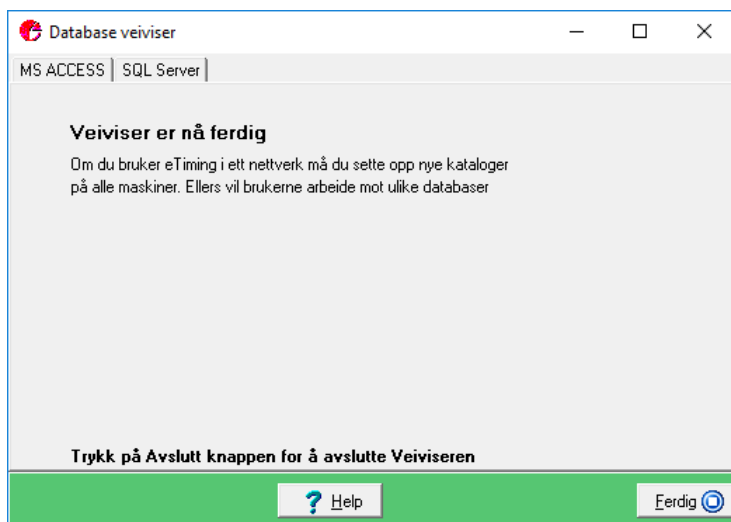 Database veiviser
MS ACCESS SQL Server
Veiviser er nå ferdig
Om du bruker eTiming i ett nettverk må du sette opp nye kataloger
på alle maskiner. Ellers vil brukerne arbeide mot ulike databaser
Trykk på Avslutt knappen for å avslutte Veiviseren
? Help
Ferdig